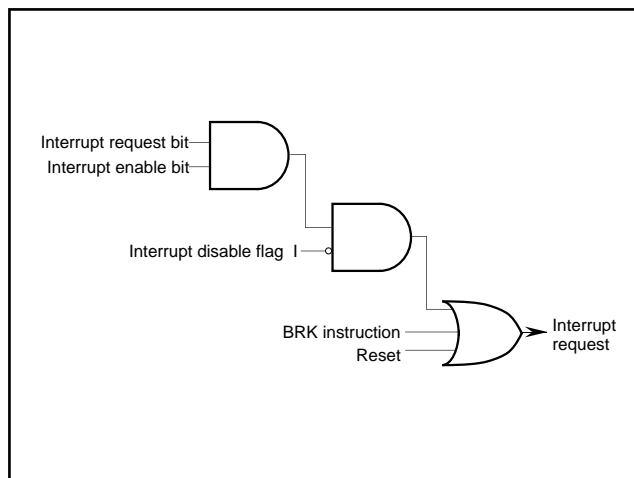 Interrupt request bit
Interrupt enable bit
Interrupt disable flag I
BRK instruction
Reset
Interrupt
request